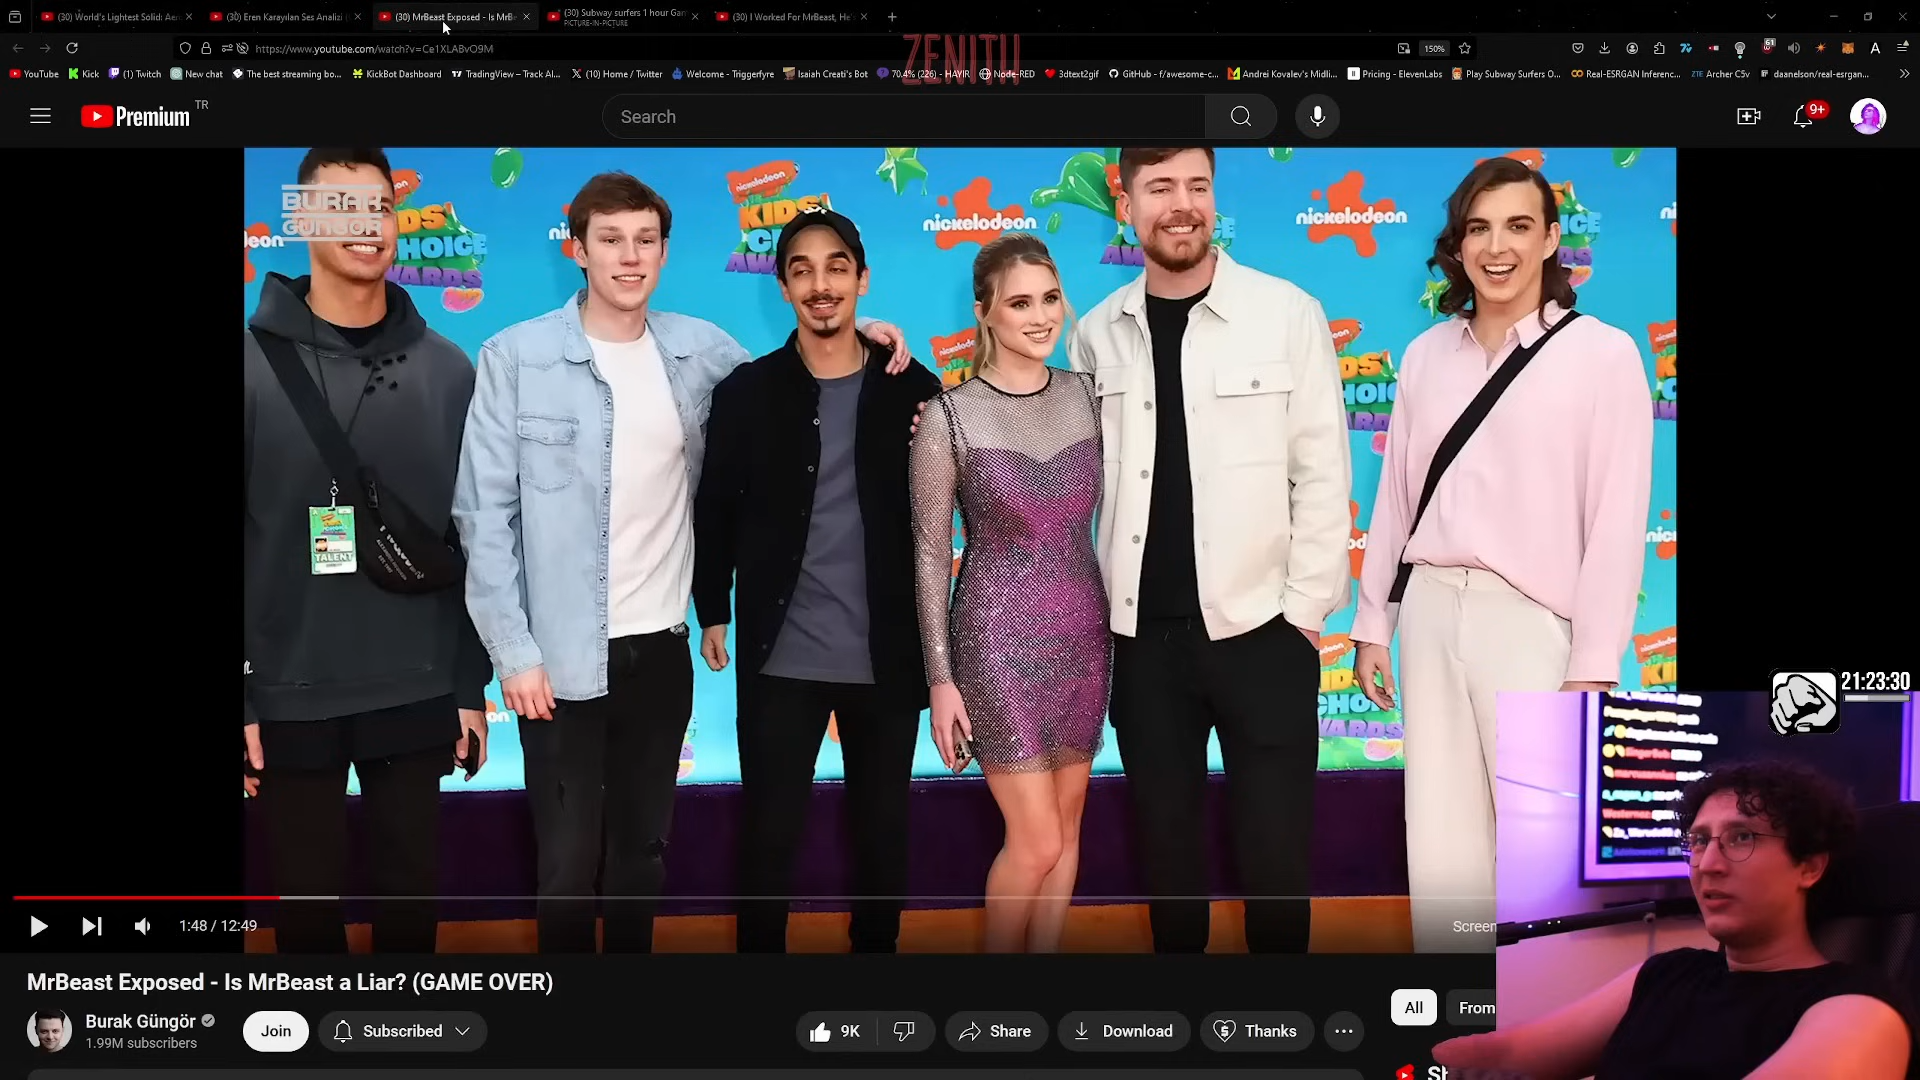 (30) World's Lightest Solid: Aer
(30) Eren Karayılan Ses Analizi (
(30) MrBeast Exposed - Is MrBe
(30) Subway surfers 1 hour Gan
PICTURE-IN-PICTURE
(30) I Worked For MrBeast, He's
https://www.youtube.com/watch?v=Ce1XLABvO9M
ZENITH
150%
61
YouTube
Kick
(1) Twitch
New chat
The best streaming bo...
KickBot Dashboard
TradingView – Track Al...
(10) Home / Twitter
Welcome - Triggerfyre
Isaiah Creati's Bot
70.4% (226) - HAYIR
Node-RED
3dtext2gif
GitHub - f/awesome-c...
Andrei Kovalev's Midli...
Pricing - ElevenLabs
Play Subway Surfers O...
Real-ESRGAN Inferenc...
Archer C5v
daanelson/real-esrgan...
Premium
TR
Search
9+
BURAK
GÜNGÖR
nickelodeon
KIDS'
CHOICE
AWARDS
nickelodeon
nickelodeon
TALENT
21:23:30
1:48 / 12:49
Screen
MrBeast Exposed - Is MrBeast a Liar? (GAME OVER)
Burak Güngör
1.99M subscribers
Join
Subscribed
9K
Share
Download
Thanks
All
From